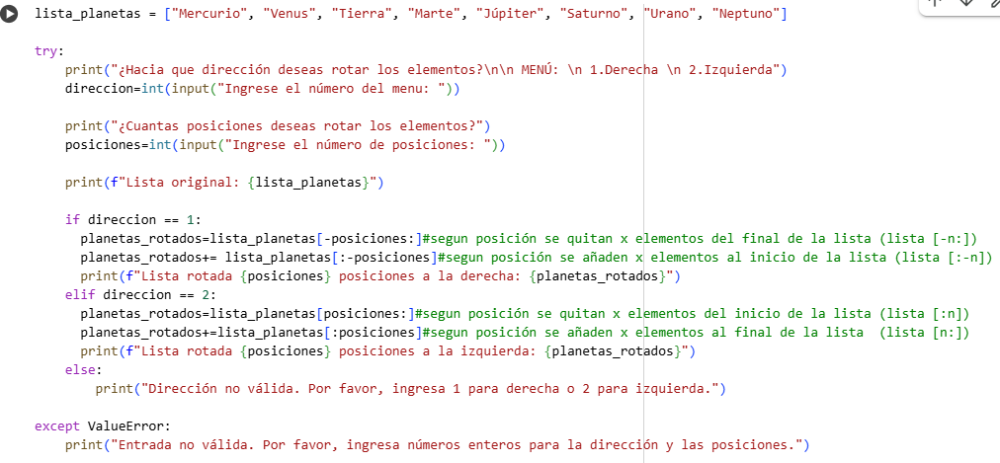 lista_planetas = ["Mercurio", "Venus", "Tierra", "Marte", "Júpiter", "Saturno", "Urano", "Neptuno"]

try:
    print("¿Hacia que dirección deseas rotar los elementos?\n\n MENÚ: \n 1.Derecha \n 2.Izquierda")
    direccion=int(input("Ingrese el número del menu: "))

    print("¿Cuantas posiciones deseas rotar los elementos?")
    posiciones=int(input("Ingrese el número de posiciones: "))

    print(f"Lista original: {lista_planetas}")

    if direccion == 1:
      planetas_rotados=lista_planetas[-posiciones:]#segun posición se quitan x elementos del final de la lista (lista [-n:])
      planetas_rotados+= lista_planetas[:-posiciones]#segun posición se añaden x elementos al inicio de la lista (lista [:-n])
      print(f"Lista rotada {posiciones} posiciones a la derecha: {planetas_rotados}")
    elif direccion == 2:
      planetas_rotados=lista_planetas[posiciones:]#segun posición se quitan x elementos del inicio de la lista (lista [:n])
      planetas_rotados+=lista_planetas[:posiciones]#segun posición se añaden x elementos al final de la lista  (lista [n:])
      print(f"Lista rotada {posiciones} posiciones a la izquierda: {planetas_rotados}")
    else:
        print("Dirección no válida. Por favor, ingresa 1 para derecha o 2 para izquierda.")

except ValueError:
    print("Entrada no válida. Por favor, ingresa números enteros para la dirección y las posiciones.")